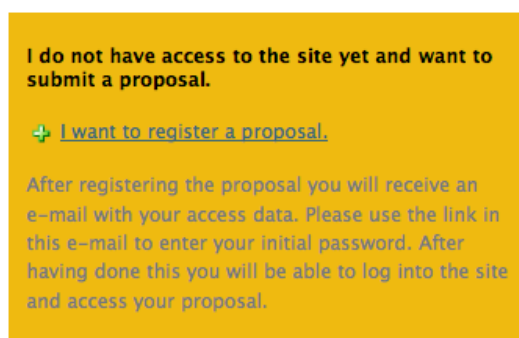 I do not have access to the site yet and want to
submit a proposal.
I want to register a proposal.
After registering the proposal you will receive an
e-mail with your access data. Please use the link in
this e-mail to enter your initial password. After
having done this you will be able to log into the site
and access your proposal.